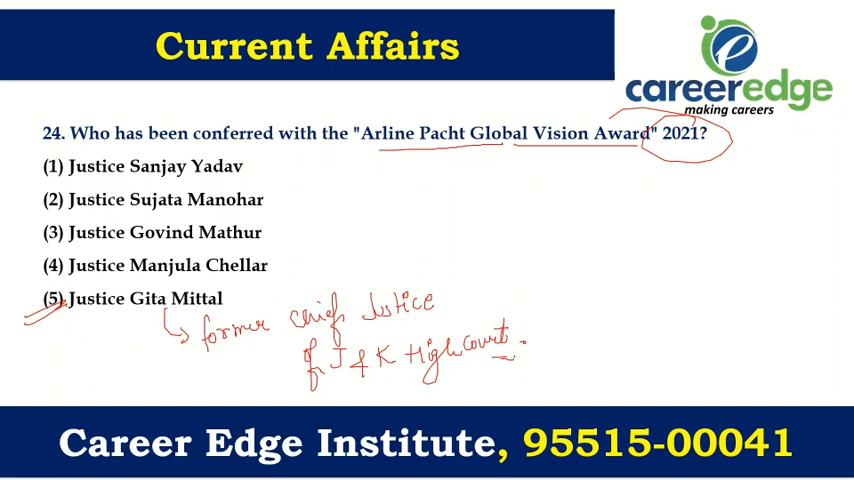 Current Affairs
careeredge
making careers
24. Who has been conferred with the "Arline Pacht Global Vision Award" 2021?
(1) Justice Sanjay Yadav
(2) Justice Sujata Manohar
(3) Justice Govind Mathur
(4) Justice Manjula Chellar
(5) Justice Gita Mittal
former chief Justice
of J & K High Court.
Career Edge Institute, 95515-00041